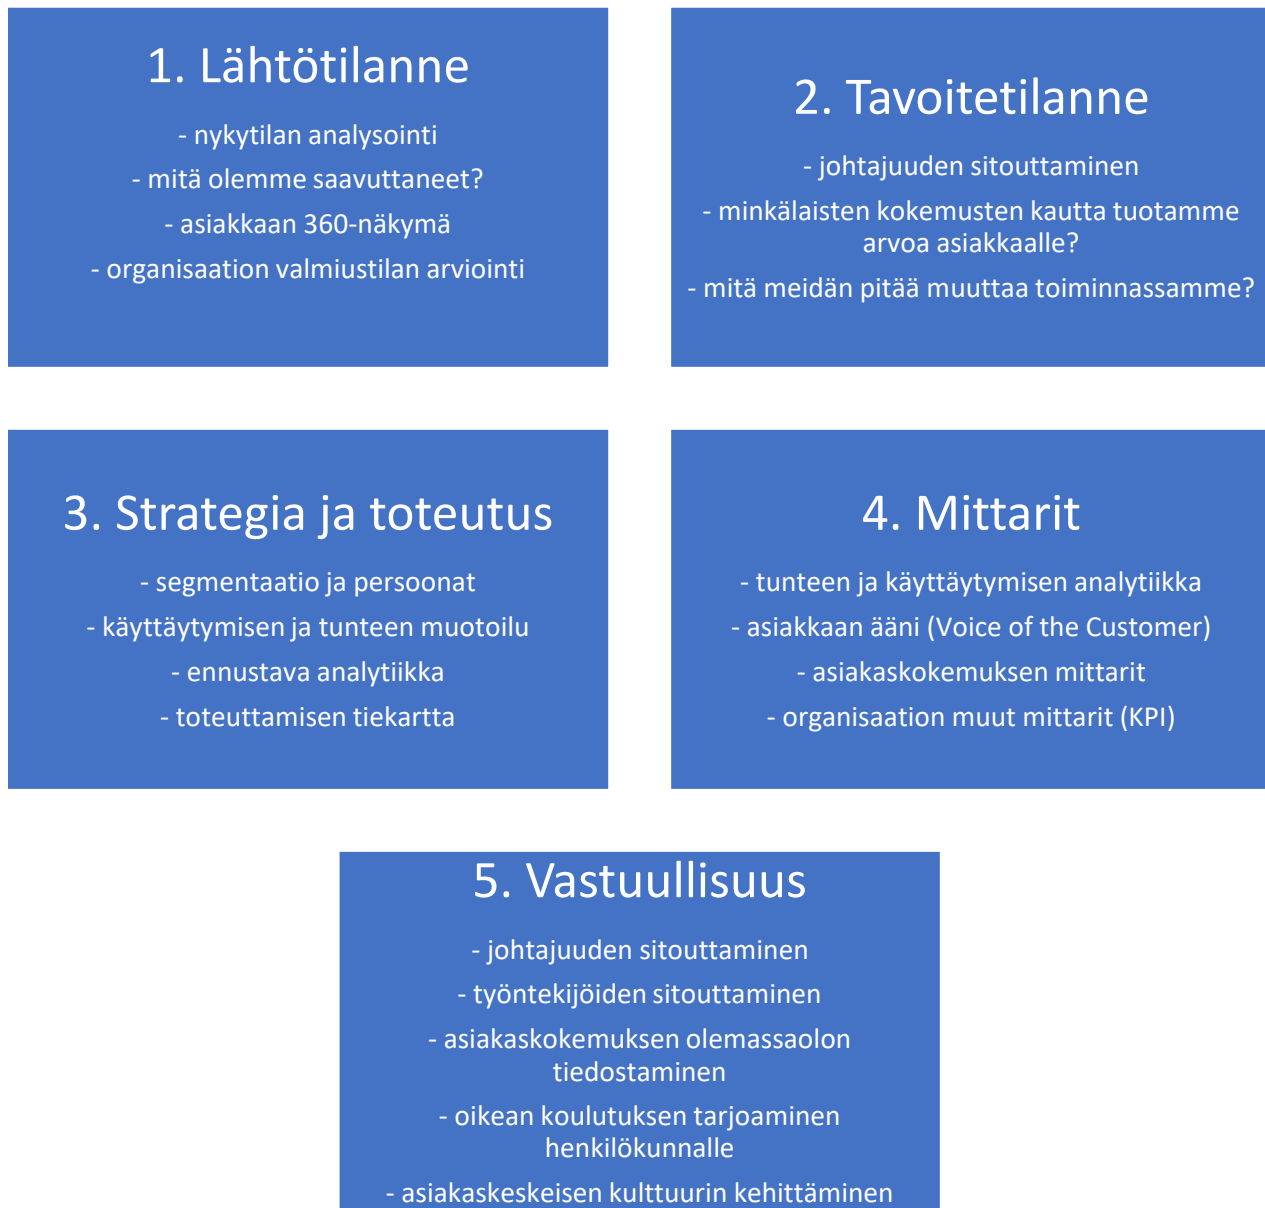 1. Lähtötilanne
- nykytilan analysointi
- mitä olemme saavuttaneet?
- asiakkaan 360-näkymä
- organisaation valmiustilan arviointi
2. Tavoitetilanne
- johtajuuden sitouttaminen
- minkälaisten kokemusten kautta tuotamme
arvoa asiakkaalle?
- mitä meidän pitää muuttaa toiminnassamme?
3. Strategia ja toteutus
- segmentaatio ja persoonat
- käyttäytymisen ja tunteen muotoilu
- ennustava analytiikka
- toteuttamisen tiekartta
4. Mittarit
- tunteen ja käyttäytymisen analytiikka
- asiakkaan ääni (Voice of the Customer)
- asiakaskokemuksen mittarit
- organisaation muut mittarit (KPI)
5. Vastuullisuus
- johtajuuden sitouttaminen
- työntekijöiden sitouttaminen
- asiakaskokemuksen olemassaolon
tiedostaminen
- oikean koulutuksen tarjoaminen
henkilökunnalle
- asiakaskeskeisen kulttuurin kehittäminen